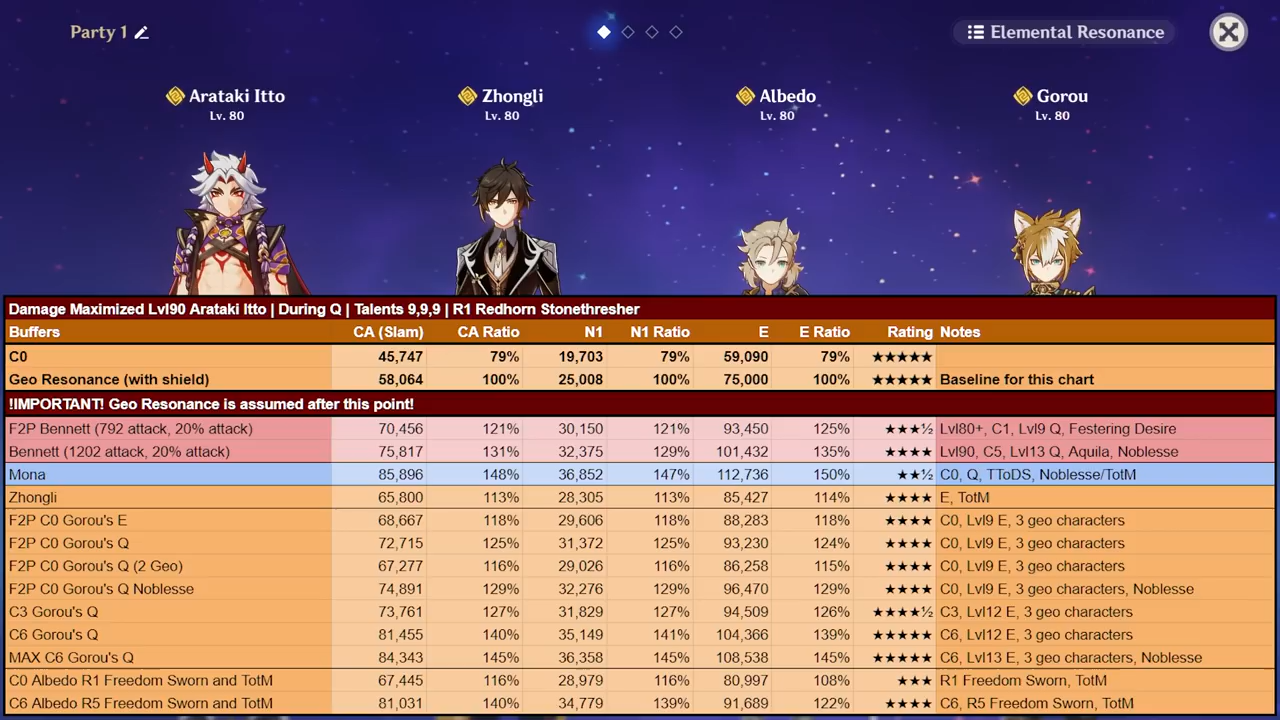 Party 1
Elemental Resonance
Arataki Itto
Lv. 80
Zhongli
Lv. 80
Albedo
Lv. 80
Gorou
Lv. 80
Damage Maximized Lvl90 Arataki Itto | During Q | Talents 9,9,9 | R1 Redhorn Stonethresher
Buffers CA (Slam) CA Ratio N1 N1 Ratio E E Ratio Rating Notes
C0 45,747 79% 19,703 79% 59,090 79% ★★★★★
Geo Resonance (with shield) 58,064 100% 25,008 100% 75,000 100% ★★★★★ Baseline for this chart
!IMPORTANT! Geo Resonance is assumed after this point!
F2P Bennett (792 attack, 20% attack) 70,456 121% 30,150 121% 93,450 125% ★★★½ Lvl80+, C1, Lvl9 Q, Festering Desire
Bennett (1202 attack, 20% attack) 75,817 131% 32,375 129% 101,432 135% ★★★★ Lvl90, C5, Lvl13 Q, Aquila, Noblesse
Mona 85,896 148% 36,852 147% 112,736 150% ★★½ C0, Q, TToDS, Noblesse/TotM
Zhongli 65,800 113% 28,305 113% 85,427 114% ★★★★ E, TotM
F2P C0 Gorou's E 68,667 118% 29,606 118% 88,283 118% ★★★★ C0, Lvl9 E, 3 geo characters
F2P C0 Gorou's Q 72,715 125% 31,372 125% 93,230 124% ★★★★ C0, Lvl9 E, 3 geo characters
F2P C0 Gorou's Q (2 Geo) 67,277 116% 29,026 116% 86,258 115% ★★★★ C0, Lvl9 E, 3 geo characters
F2P C0 Gorou's Q Noblesse 74,891 129% 32,276 129% 96,470 129% ★★★★ C0, Lvl9 E, 3 geo characters, Noblesse
C3 Gorou's Q 73,761 127% 31,829 127% 94,509 126% ★★★★½ C3, Lvl12 E, 3 geo characters
C6 Gorou's Q 81,455 140% 35,149 141% 104,366 139% ★★★★★ C6, Lvl12 E, 3 geo characters
MAX C6 Gorou's Q 84,343 145% 36,358 145% 108,538 145% ★★★★★ C6, Lvl13 E, 3 geo characters, Noblesse
C0 Albedo R1 Freedom Sworn and TotM 67,445 116% 28,979 116% 80,997 108% ★★★ R1 Freedom Sworn, TotM
C6 Albedo R5 Freedom Sworn and TotM 81,031 140% 34,779 139% 91,689 122% ★★★★ C6, R5 Freedom Sworn, TotM